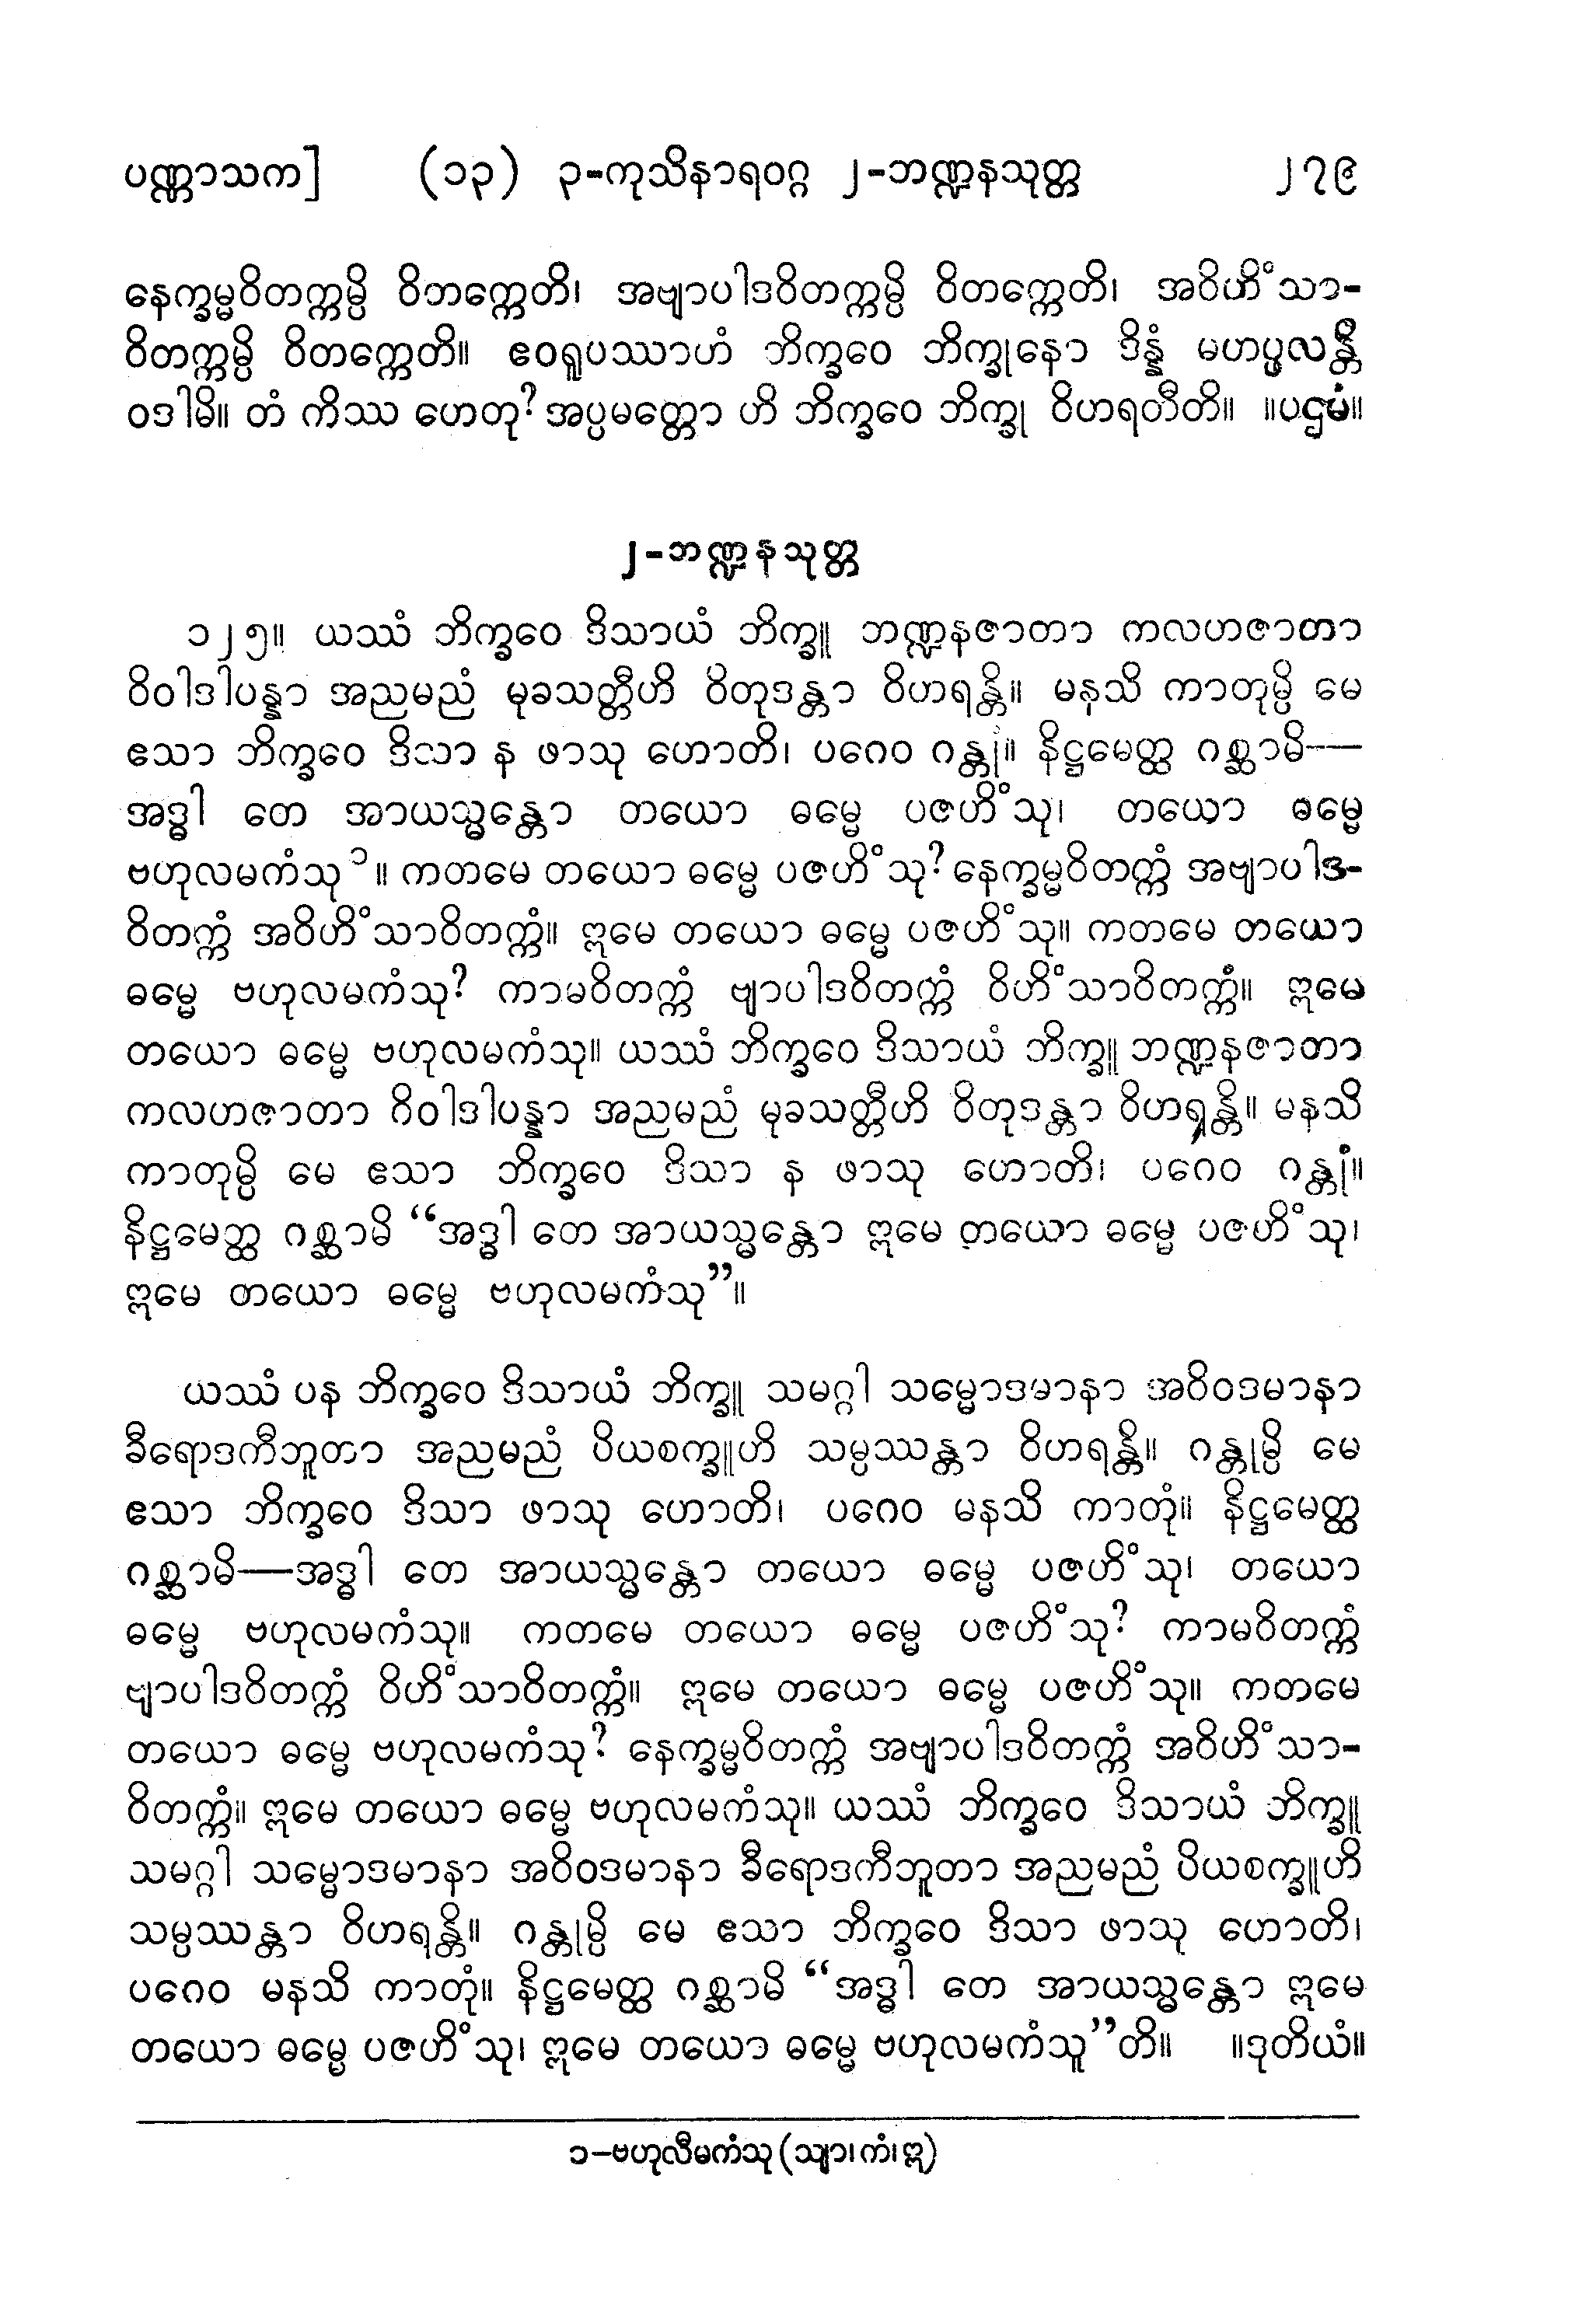 ပဏ္ဏာသက] (၁၃) ၃-ကုသိနာရဝဂ္ဂ ၂-ဘဏ္ဍနသုတ္တ ၂၇၉
နေက္ခမ္မဝိတက္ကမ္ပိ ဝိတက္ကေတိ၊ အဗျာပါဒဝိတက္ကမ္ပိ ဝိတက္ကေတိ၊ အဝိဟိံသာ-
ဝိတက္ကမ္ပိ ဝိတက္ကေတိ။ ဧဝရူပဿာဟံ ဘိက္ခဝေ ဘိက္ခုနော ဒိန္နံ မဟပ္ဖလန္တိ
ဝဒါမိ။ တံ ကိဿ ဟေတု? အပ္ပမတ္တော ဟိ ဘိက္ခဝေ ဘိက္ခု ဝိဟရတီတိ။ ။ပဌမံ။
၂-ဘဏ္ဍနသုတ္တ
၁၂၅။ ယဿံ ဘိက္ခဝေ ဒိသာယံ ဘိက္ခူ ဘဏ္ဍနဇာတာ ကလဟဇာတာ
ဝိဝါဒါပန္နာ အညမညံ မုခသတ္တီဟိ ဝိတုဒန္တာ ဝိဟရန္တိ။ မနသိ ကာတုမ္ပိ မေ
ဧသာ ဘိက္ခဝေ ဒိသာ န ဖာသု ဟောတိ၊ ပဂေဝ ဂန္တုံ။ နိဋ္ဌမေတ္ထ ဂစ္ဆာမိ—
အဒ္ဓါ တေ အာယသ္မန္တော တယော ဓမ္မေ ပဇဟိံသု၊ တယော ဓမ္မေ
ဗဟုလမကံသု၁။ ကတမေ တယော ဓမ္မေ ပဇဟိံသု? နေက္ခမ္မဝိတက္ကံ အဗျာပါဒ-
ဝိတက္ကံ အဝိဟိံသာဝိတက္ကံ။ ဣမေ တယော ဓမ္မေ ပဇဟိံသု။ ကတမေ တယော
ဓမ္မေ ဗဟုလမကံသု? ကာမဝိတက္ကံ ဗျာပါဒဝိတက္ကံ ဝိဟိံသာဝိတက္ကံ။ ဣမေ
တယော ဓမ္မေ ဗဟုလမကံသု။ ယဿံ ဘိက္ခဝေ ဒိသာယံ ဘိက္ခူ ဘဏ္ဍနဇာတာ
ကလဟဇာတာ ဝိဝါဒါပန္နာ အညမညံ မုခသတ္တီဟိ ဝိတုဒန္တာ ဝိဟရန္တိ။ မနသိ
ကာတုမ္ပိ မေ ဧသာ ဘိက္ခဝေ ဒိသာ န ဖာသု ဟောတိ၊ ပဂေဝ ဂန္တုံ။
နိဋ္ဌမေတ္ထ ဂစ္ဆာမိ “အဒ္ဓါ တေ အာယသ္မန္တော ဣမေ တယော ဓမ္မေ ပဇဟိံသု၊
ဣမေ တယော ဓမ္မေ ဗဟုလမကံသု”။
ယဿံ ပန ဘိက္ခဝေ ဒိသာယံ ဘိက္ခူ သမဂ္ဂါ သမ္မောဒမာနာ အဝိဝဒမာနာ
ခီရောဒကီဘူတာ အညမညံ ပိယစက္ခူဟိ သမ္ပဿန္တာ ဝိဟရန္တိ။ ဂန္တုမ္ပိ မေ
ဧသာ ဘိက္ခဝေ ဒိသာ ဖာသု ဟောတိ၊ ပဂေဝ မနသိ ကာတုံ။ နိဋ္ဌမေတ္ထ
ဂစ္ဆာမိ—အဒ္ဓါ တေ အာယသ္မန္တော တယော ဓမ္မေ ပဇဟိံသု၊ တယော
ဓမ္မေ ဗဟုလမကံသု။ ကတမေ တယော ဓမ္မေ ပဇဟိံသု? ကာမဝိတက္ကံ
ဗျာပါဒဝိတက္ကံ ဝိဟိံသာဝိတက္ကံ။ ဣမေ တယော ဓမ္မေ ပဇဟိံသု။ ကတမေ
တယော ဓမ္မေ ဗဟုလမကံသု? နေက္ခမ္မဝိတက္ကံ အဗျာပါဒဝိတက္ကံ အဝိဟိံသာ-
ဝိတက္ကံ။ ဣမေ တယော ဓမ္မေ ဗဟုလမကံသု။ ယဿံ ဘိက္ခဝေ ဒိသာယံ ဘိက္ခူ
သမဂ္ဂါ သမ္မောဒမာနာ အဝိဝဒမာနာ ခီရောဒကီဘူတာ အညမညံ ပိယစက္ခူဟိ
သမ္ပဿန္တာ ဝိဟရန္တိ။ ဂန္တုမ္ပိ မေ ဧသာ ဘိက္ခဝေ ဒိသာ ဖာသု ဟောတိ၊
ပဂေဝ မနသိ ကာတုံ။ နိဋ္ဌမေတ္ထ ဂစ္ဆာမိ “အဒ္ဓါ တေ အာယသ္မန္တော ဣမေ
တယော ဓမ္မေ ပဇဟိံသု၊ ဣမေ တယော ဓမ္မေ ဗဟုလမကံသူ”တိ။ ။ဒုတိယံ။
၁–ဗဟုလီမကံသု (သျာ၊ ကံ၊ ဣ)